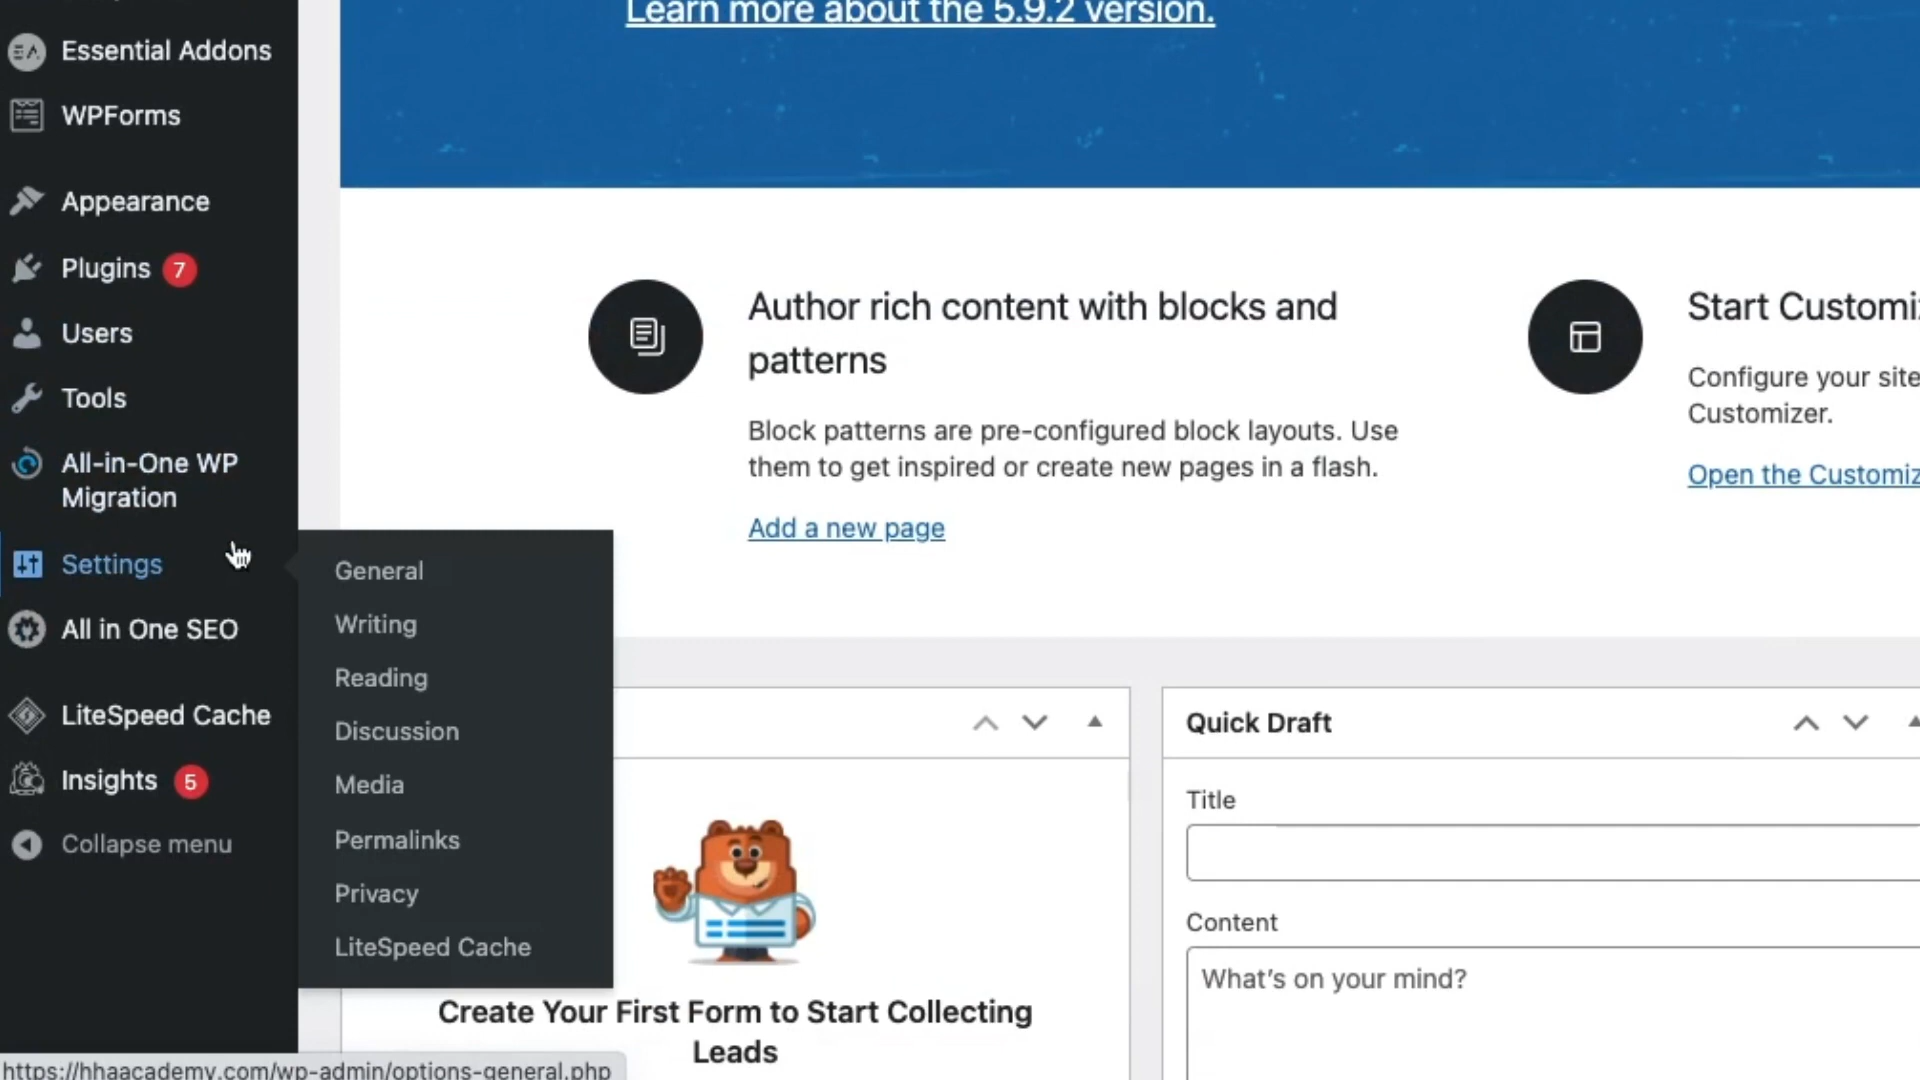 Learn more about the 5.9.2 version.
Essential Addons
WPForms
Appearance
Plugins 7
Users
Tools
All-in-One WP
Migration
Settings
All in One SEO
LiteSpeed Cache
Insights 5
Collapse menu
General
Writing
Reading
Discussion
Media
Permalinks
Privacy
LiteSpeed Cache
Author rich content with blocks and
patterns
Block patterns are pre-configured block layouts. Use
them to get inspired or create new pages in a flash.
Add a new page
Start Customi
Configure your site
Customizer.
Open the Customiz
Create Your First Form to Start Collecting
Leads
Quick Draft
Title
Content
What's on your mind?
https://hhaacademy.com/wp-admin/options-general.php